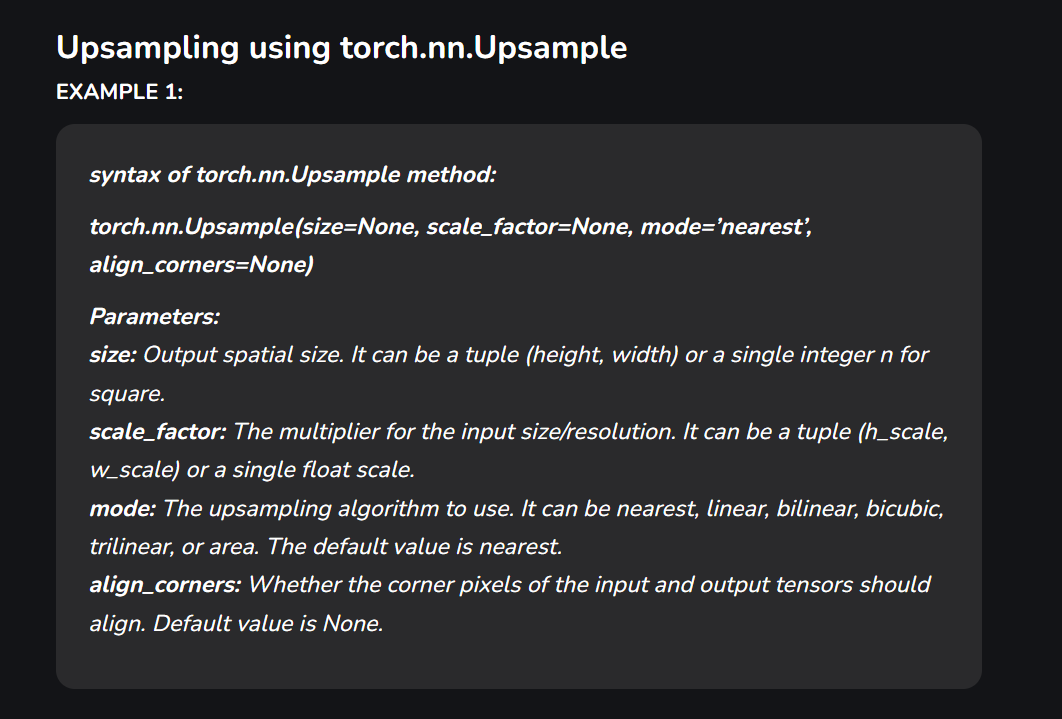 Upsampling using torch.nn.Upsample
EXAMPLE 1:
syntax of torch.nn.Upsample method:
torch.nn.Upsample(size=None, scale_factor=None, mode=’nearest’,
align_corners=None)
Parameters:
size: Output spatial size. It can be a tuple (height, width) or a single integer n for
square.
scale_factor: The multiplier for the input size/resolution. It can be a tuple (h_scale,
w_scale) or a single float scale.
mode: The upsampling algorithm to use. It can be nearest, linear, bilinear, bicubic,
trilinear, or area. The default value is nearest.
align_corners: Whether the corner pixels of the input and output tensors should
align. Default value is None.